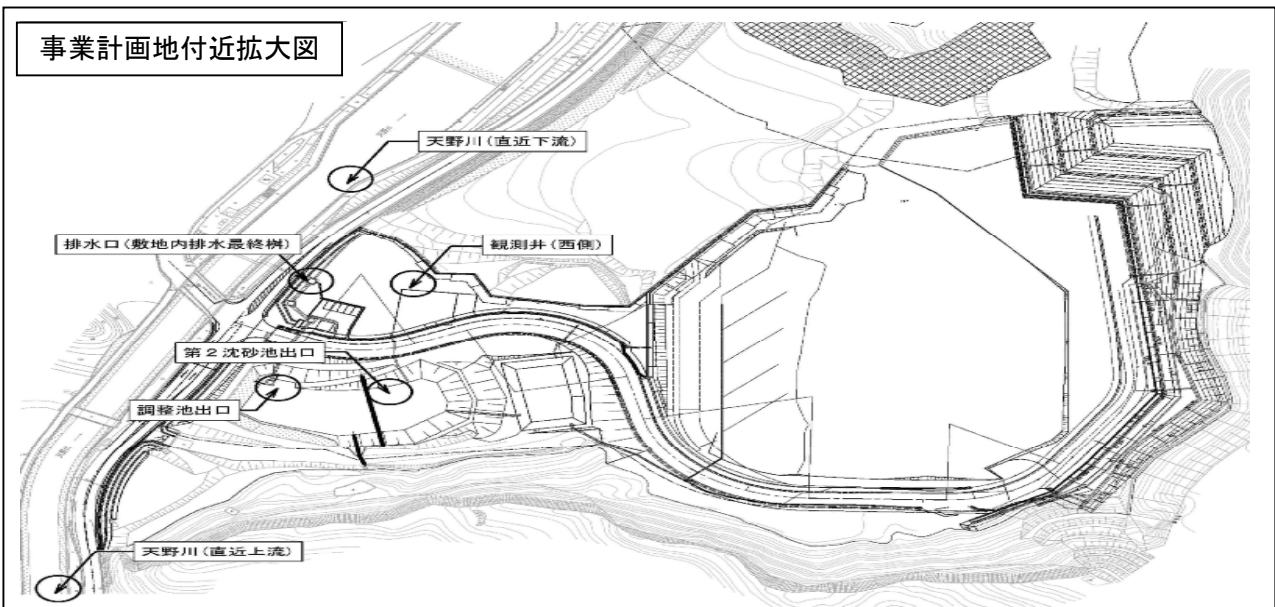 事業計画地付近拡大図
天野川(直近下流)
排水口(敷地内排水最終桝)
観測井(西側)
第2沈砂池出口
調整池出口
天野川(直近上流)